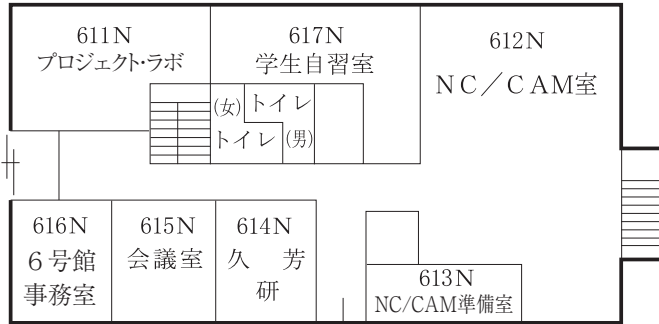 611N
プロジェクト・ラボ
617N
学生自習室
612N
NC／CAM室
(女)
トイレ
トイレ
(男)
616N
6号館
事務室
615N
会議室
614N
久芳
研
613N
NC/CAM準備室